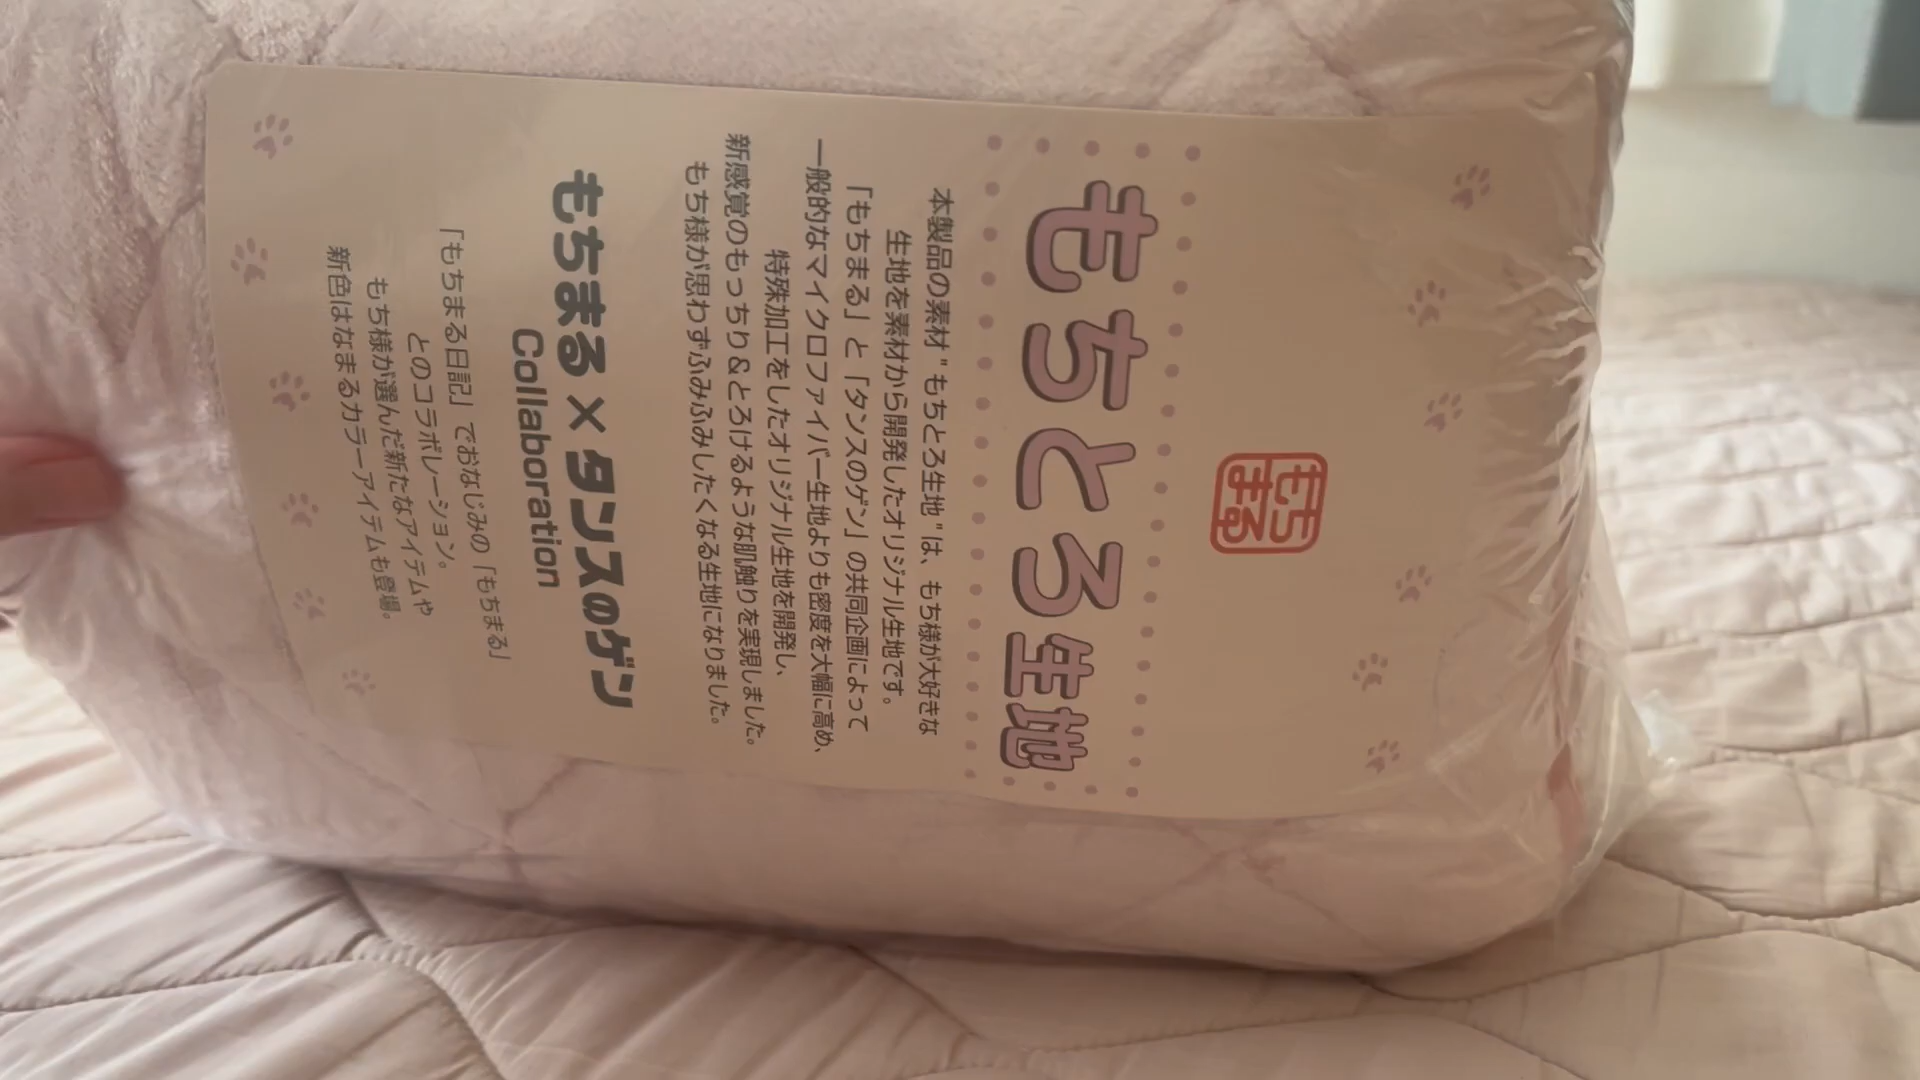 もち
まる
もちとろ生地
本製品の素材"もちとろ生地"は、もち様が大好きな
生地を素材から開発したオリジナル生地です。
「もちまる」と「タンスのゲン」の共同企画によって
一般的なマイクロファイバー生地よりも密度を大幅に高め、
特殊加工をしたオリジナル生地を開発し、
新感覚のもっちり&とろけるような肌触りを実現しました。
もち様が思わずふみふみしたくなる生地になりました。
もちまる×タンスのゲン
Collaboration
「もちまる日記」でおなじみの「もちまる」
とのコラボレーション。
もち様が選んだ新たなアイテムや
新色はなまるカラーアイテムも登場。